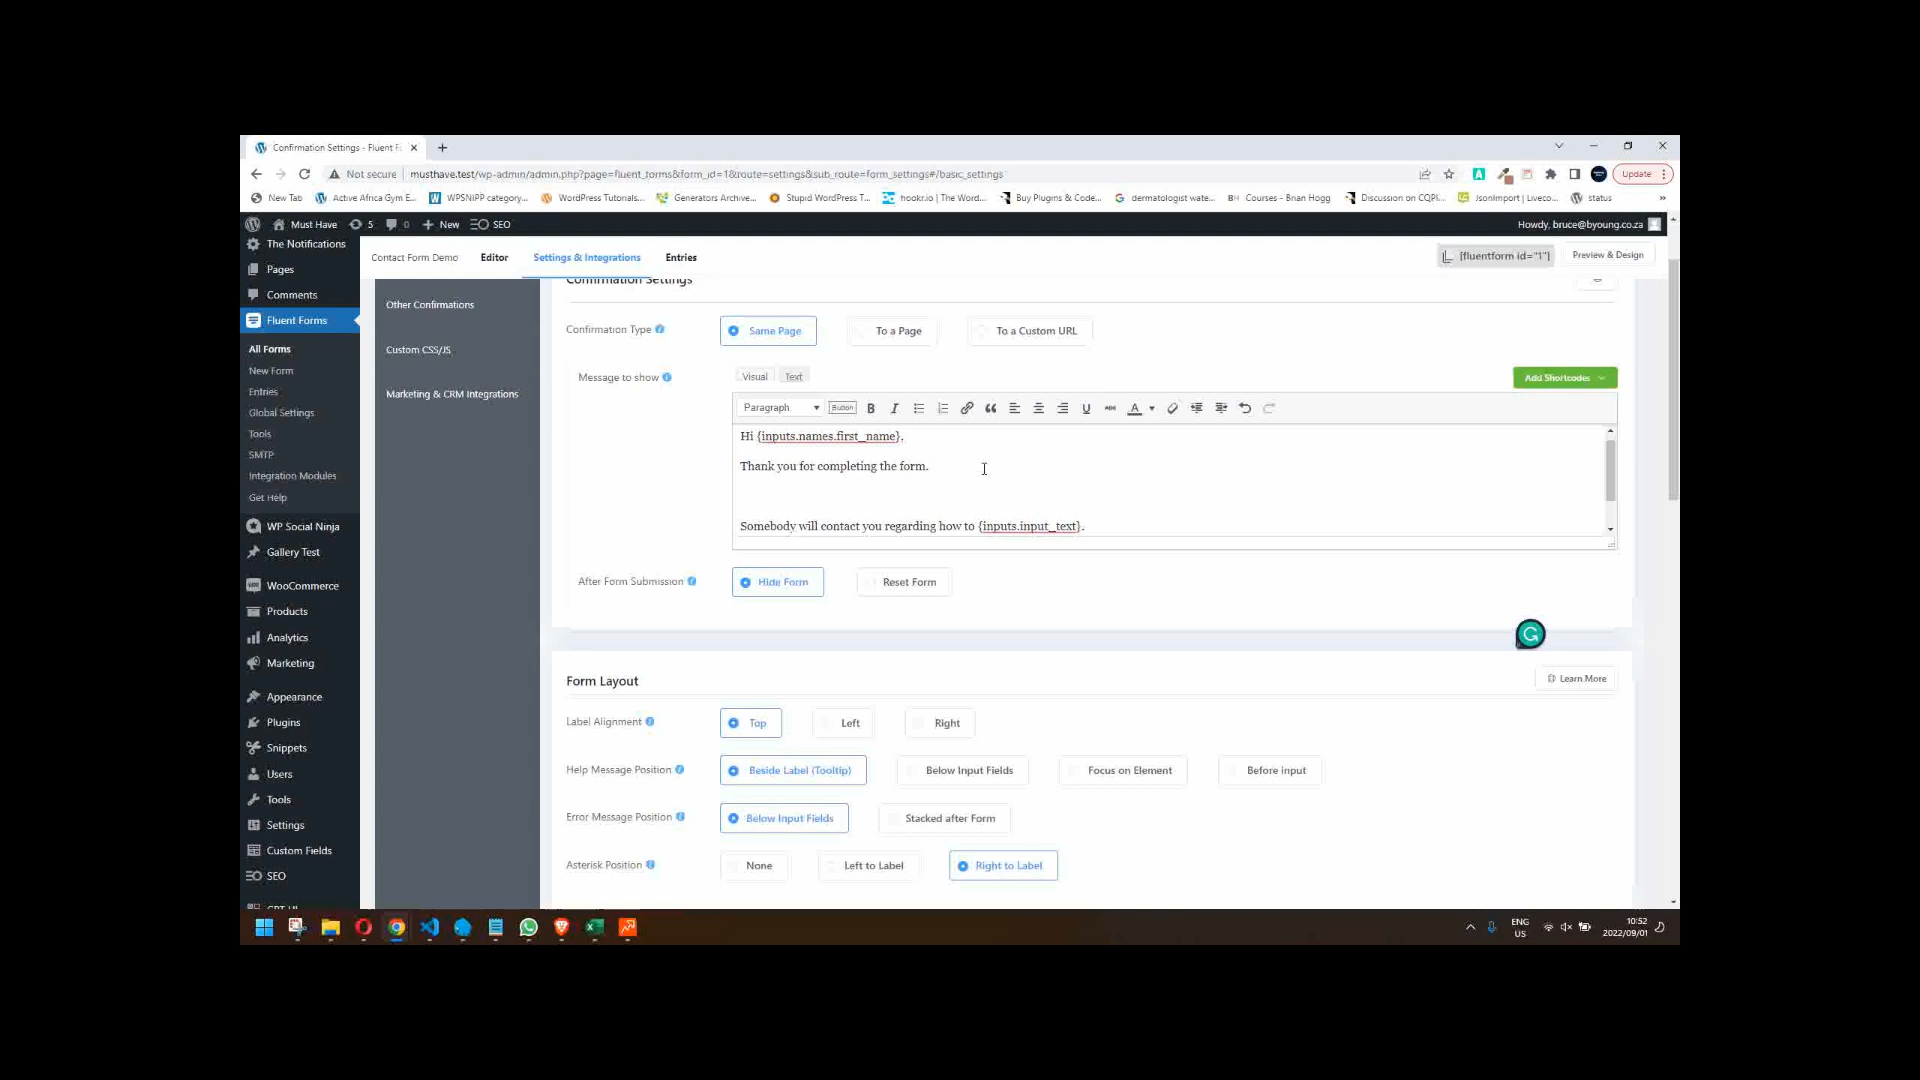 Confirmation Settings - Fluent F
Not secure musthave.test/wp-admin/admin.php?page=fluent_forms&form_id=1&route=settings&sub_route=form_settings#/basic_settings Update
New Tab Active Africa Gym E... WPSNIPP category... WordPress Tutorials... Generators Archive... Stupid WordPress T... hookr.io | The Word... Buy Plugins & Code... dermatologist wate... Courses - Brian Hogg Discussion on CQPI... JsonImport | Liveco... status »
Must Have 5 0 New SEO Howdy, bruce@byoung.co.za
The Notifications
Pages
Comments
Fluent Forms
All Forms
New Form
Entries
Global Settings
Tools
SMTP
Integration Modules
Get Help
WP Social Ninja
Gallery Test
WooCommerce
Products
Analytics
Marketing
Appearance
Plugins
Snippets
Users
Tools
Settings
Custom Fields
SEO
Contact Form Demo Editor Settings & Integrations Entries [fluentform id="1"] Preview & Design
Other Confirmations
Custom CSS/JS
Marketing & CRM Integrations
Confirmation Settings
Confirmation Type Same Page To a Page To a Custom URL
Message to show Visual Text Add Shortcodes
Paragraph Button B I U ABC A
Hi {inputs.names.first_name},
Thank you for completing the form.
Somebody will contact you regarding how to {inputs.input_text}.
After Form Submission Hide Form Reset Form
Form Layout Learn More
Label Alignment Top Left Right
Help Message Position Beside Label (Tooltip) Below Input Fields Focus on Element Before input
Error Message Position Below Input Fields Stacked after Form
Asterisk Position None Left to Label Right to Label
ENG
US
10:52
2022/09/01